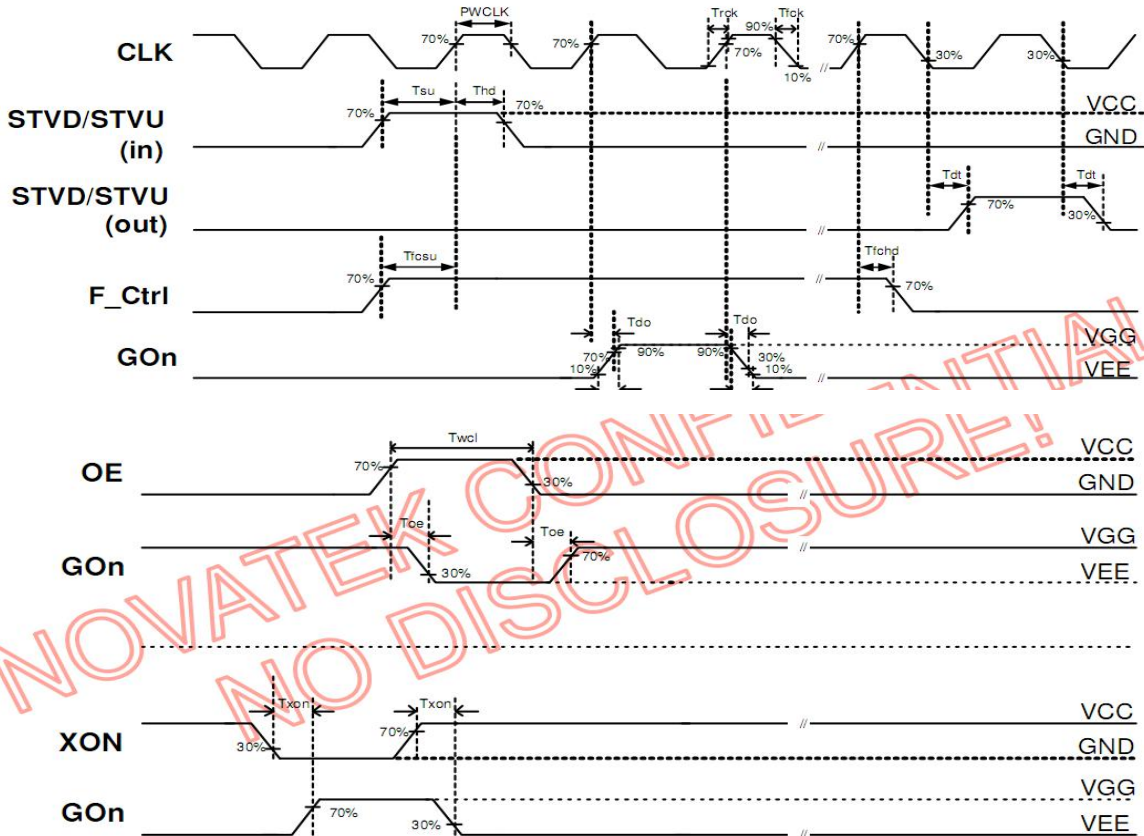 PWCLK Trck Tfck
CLK 70% 70% 90% 70% 10% // 70% 30% 30%
Tsu Thd
STVD/STVU (in) 70% 70% // VCC
GND
STVD/STVU (out) // Tdt 70% Tdt 30%
F_Ctrl 70% Tfcsu // Tfchd 70%
GOn Tdo Tdo VGG
70% 90% 90% 30%
10% 10% // VEE
OE Twcl VCC
70% 30% // GND
GOn Toe Toe // VGG
30% 70% VEE
NOVATEK CONFIDENTIAL
NO DISCLOSURE!
XON Txon Txon // VCC
30% 70% GND
GOn VGG
70% 30% // VEE